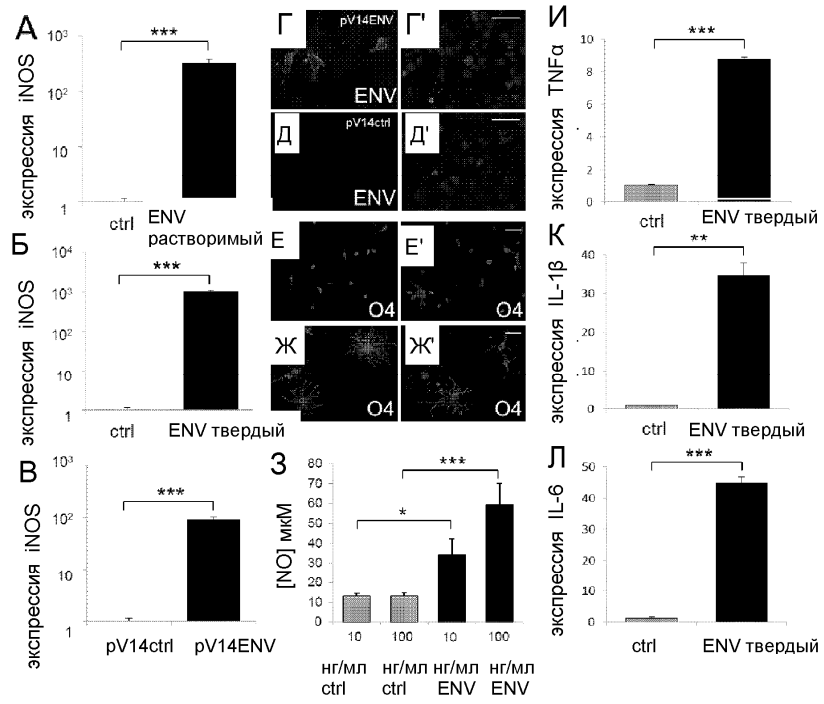 А
экспрессия iNOS
10³
10²
10
1
***
ctrl
ENV
растворимый
Б
экспрессия iNOS
10⁴
10³
10²
10
1
***
ctrl
ENV твердый
В
экспрессия iNOS
10³
10²
10
1
***
pV14ctrl
pV14ENV
Г
pV14ENV
ENV
Г'
Д
pV14ctrl
ENV
Д'
Е
O4
Е'
O4
Ж
O4
Ж'
O4
З
[NO] мкМ
80
70
60
50
40
30
20
10
0
*
***
10
100
10
100
нг/мл
ctrl
нг/мл
ctrl
нг/мл
ENV
нг/мл
ENV
И
экспрессия TNFα
10
8
6
4
2
0
***
ctrl
ENV твердый
К
экспрессия IL-1β
40
30
20
10
0
**
ctrl
ENV твердый
Л
экспрессия IL-6
50
40
30
20
10
0
***
ctrl
ENV твердый